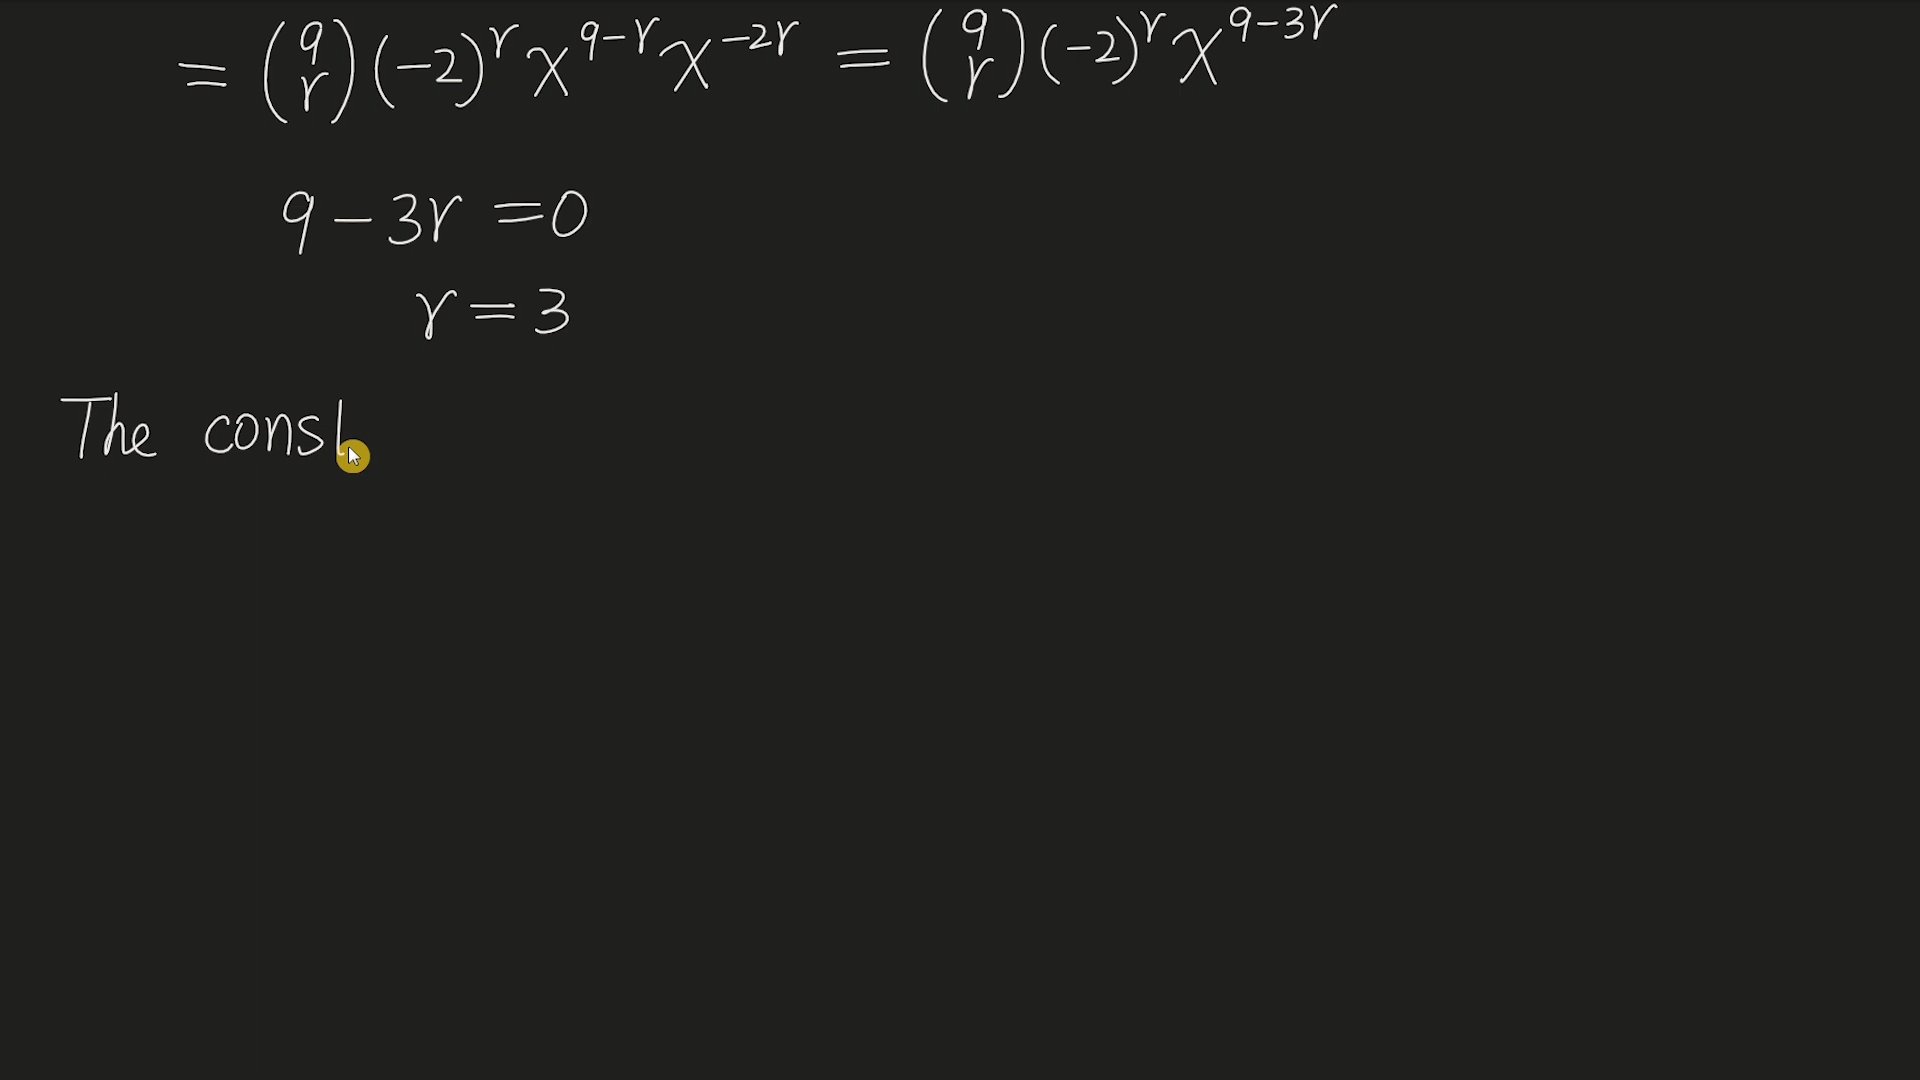 = (9 r) (-2)^r x^{9-r} x^{-2r} = (9 r) (-2)^r x^{9-3r}
9 - 3r = 0
r = 3
The const